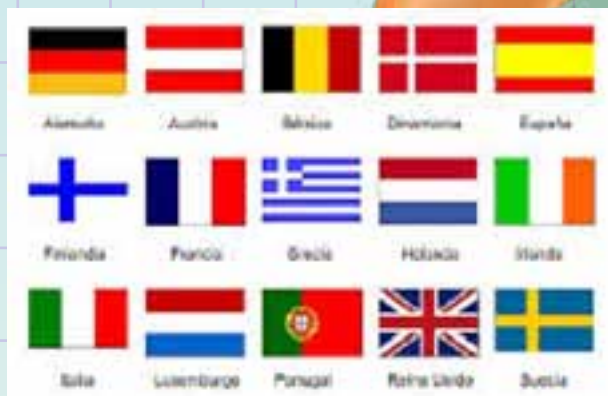 Alemania Austria Bélgica Dinamarca España
Finlandia Francia Grecia Holanda Irlanda
Italia Luxemburgo Portugal Reino Unido Suecia